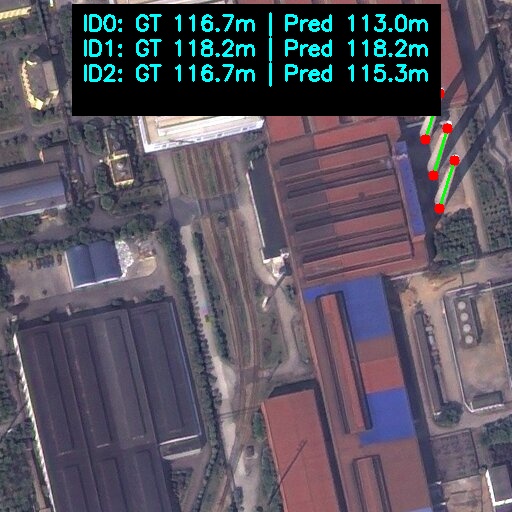 ID0: GT 116.7m | Pred 113.0m
ID1: GT 118.2m | Pred 118.2m
ID2: GT 116.7m | Pred 115.3m